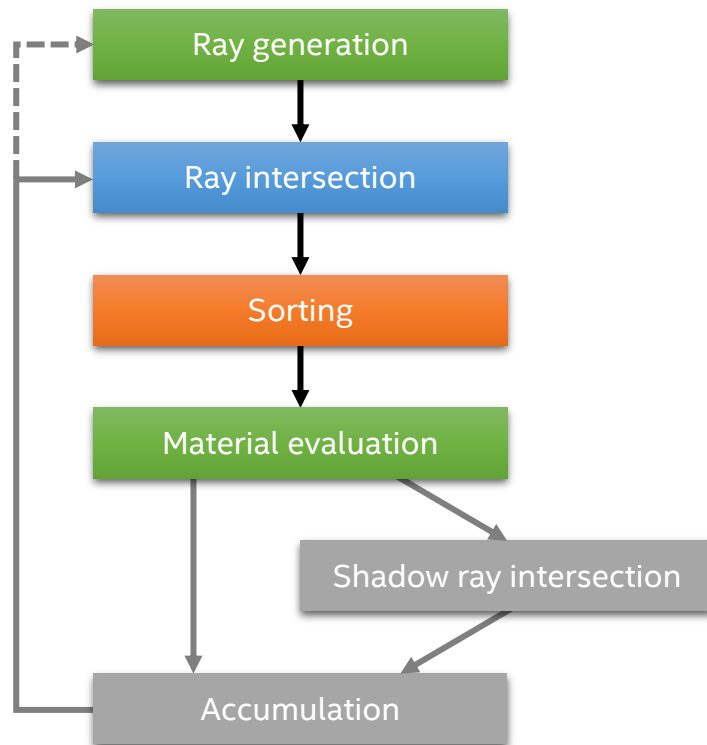 Ray generation
Ray intersection
Sorting
Material evaluation
Shadow ray intersection
Accumulation